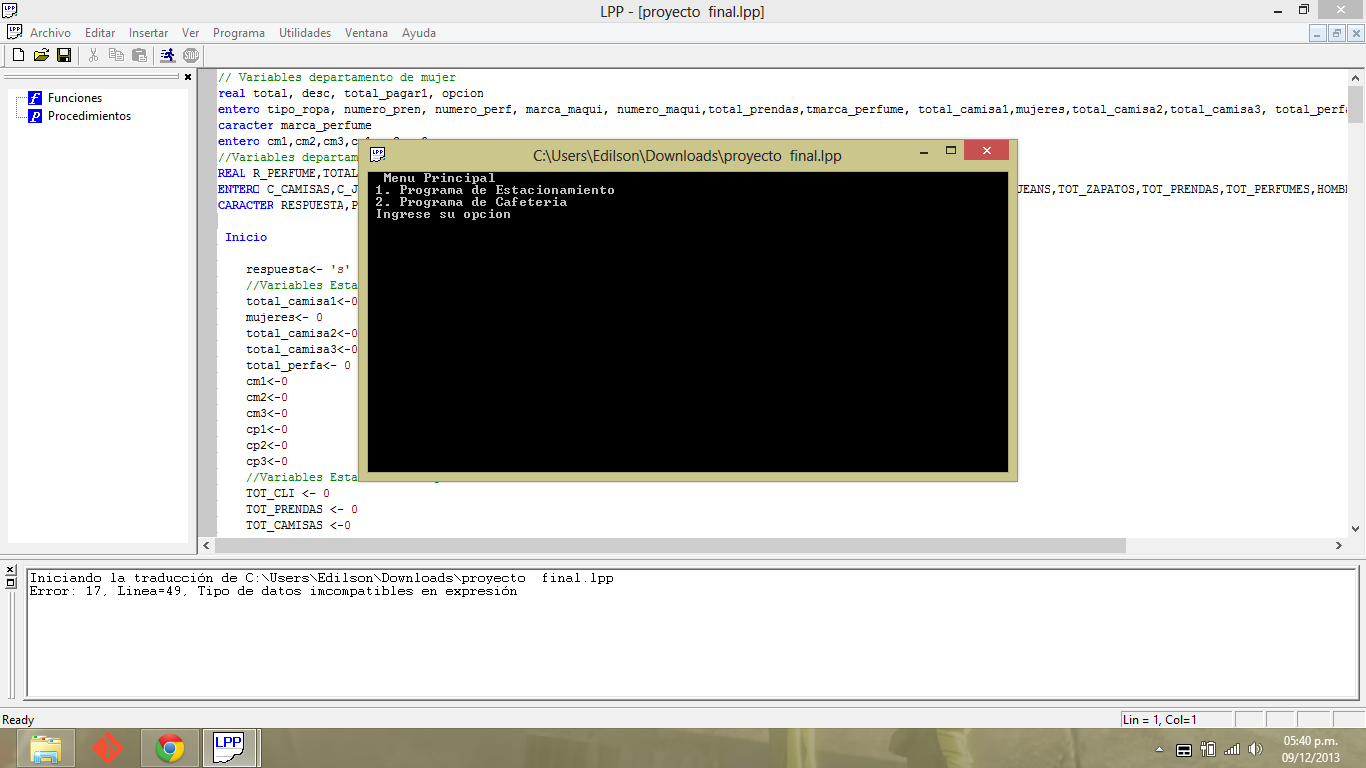 LPP - [proyecto  final.lpp]
Archivo Editar Insertar Ver Programa Utilidades Ventana Ayuda
STOP
Funciones
Procedimientos
// Variables departamento de mujer
real total, desc, total_pagar1, opcion
entero tipo_ropa, numero_pren, numero_perf, marca_maqui, numero_maqui,total_prendas,tmarca_perfume, total_camisa1,mujeres,total_camisa2,total_camisa3, total_perfa
caracter marca_perfume
entero cm1,cm2,cm3,
//Variables departam
REAL R_PERFUME,TOTAL
ENTERO C_CAMISAS,C_J
JEANS,TOT_ZAPATOS,TOT_PRENDAS,TOT_PERFUMES,HOMBR
CARACTER RESPUESTA,P
Inicio
respuesta<- 's'
//Variables Esta
total_camisa1<-0
mujeres<- 0
total_camisa2<-0
total_camisa3<-0
total_perfa<- 0
cm1<-0
cm2<-0
cm3<-0
cp1<-0
cp2<-0
cp3<-0
//Variables Esta
TOT_CLI <- 0
TOT_PRENDAS <- 0
TOT_CAMISAS <-0
LPP
C:\Users\Edilson\Downloads\proyecto  final.lpp
Menu Principal
1. Programa de Estacionamiento
2. Programa de Cafeteria
Ingrese su opcion
Iniciando la traducción de C:\Users\Edilson\Downloads\proyecto  final.lpp
Error: 17, Linea=49, Tipo de datos imcompatibles en expresión
Ready
Lin = 1, Col=1
LPP
05:40 p.m.
09/12/2013